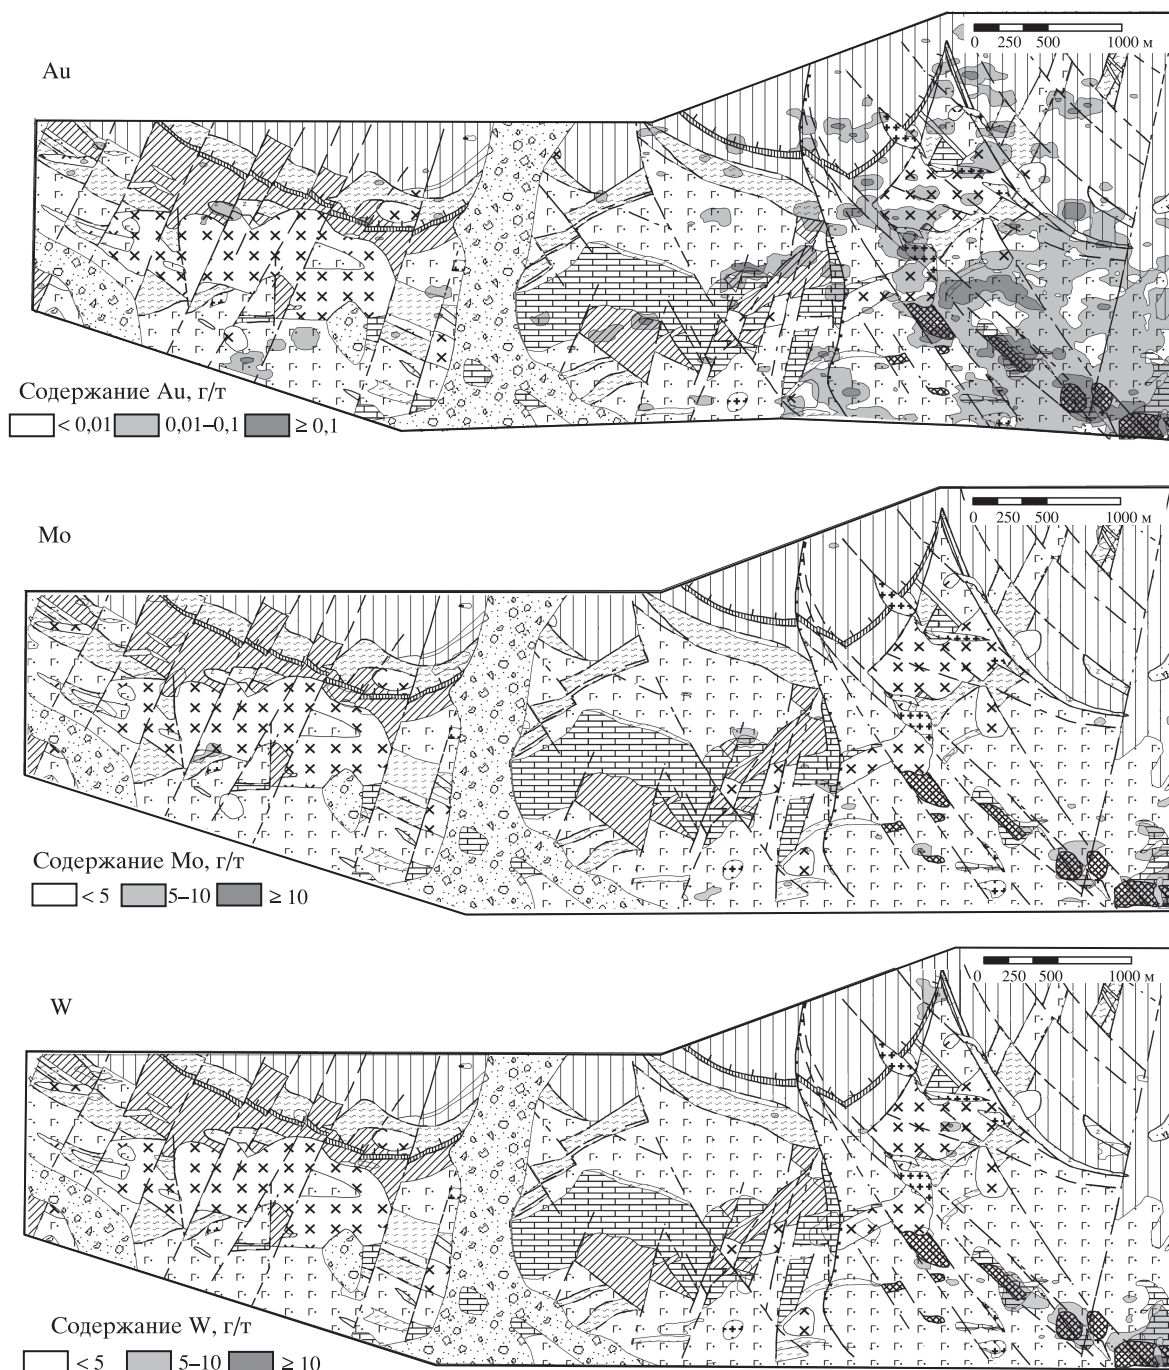 Au
0 250 500 1000 м
Содержание Au, г/т
< 0,01 0,01–0,1 ≥ 0,1
Mo
0 250 500 1000 м
Содержание Mo, г/т
< 5 5–10 ≥ 10
W
0 250 500 1000 м
Содержание W, г/т
< 5 5–10 ≥ 10